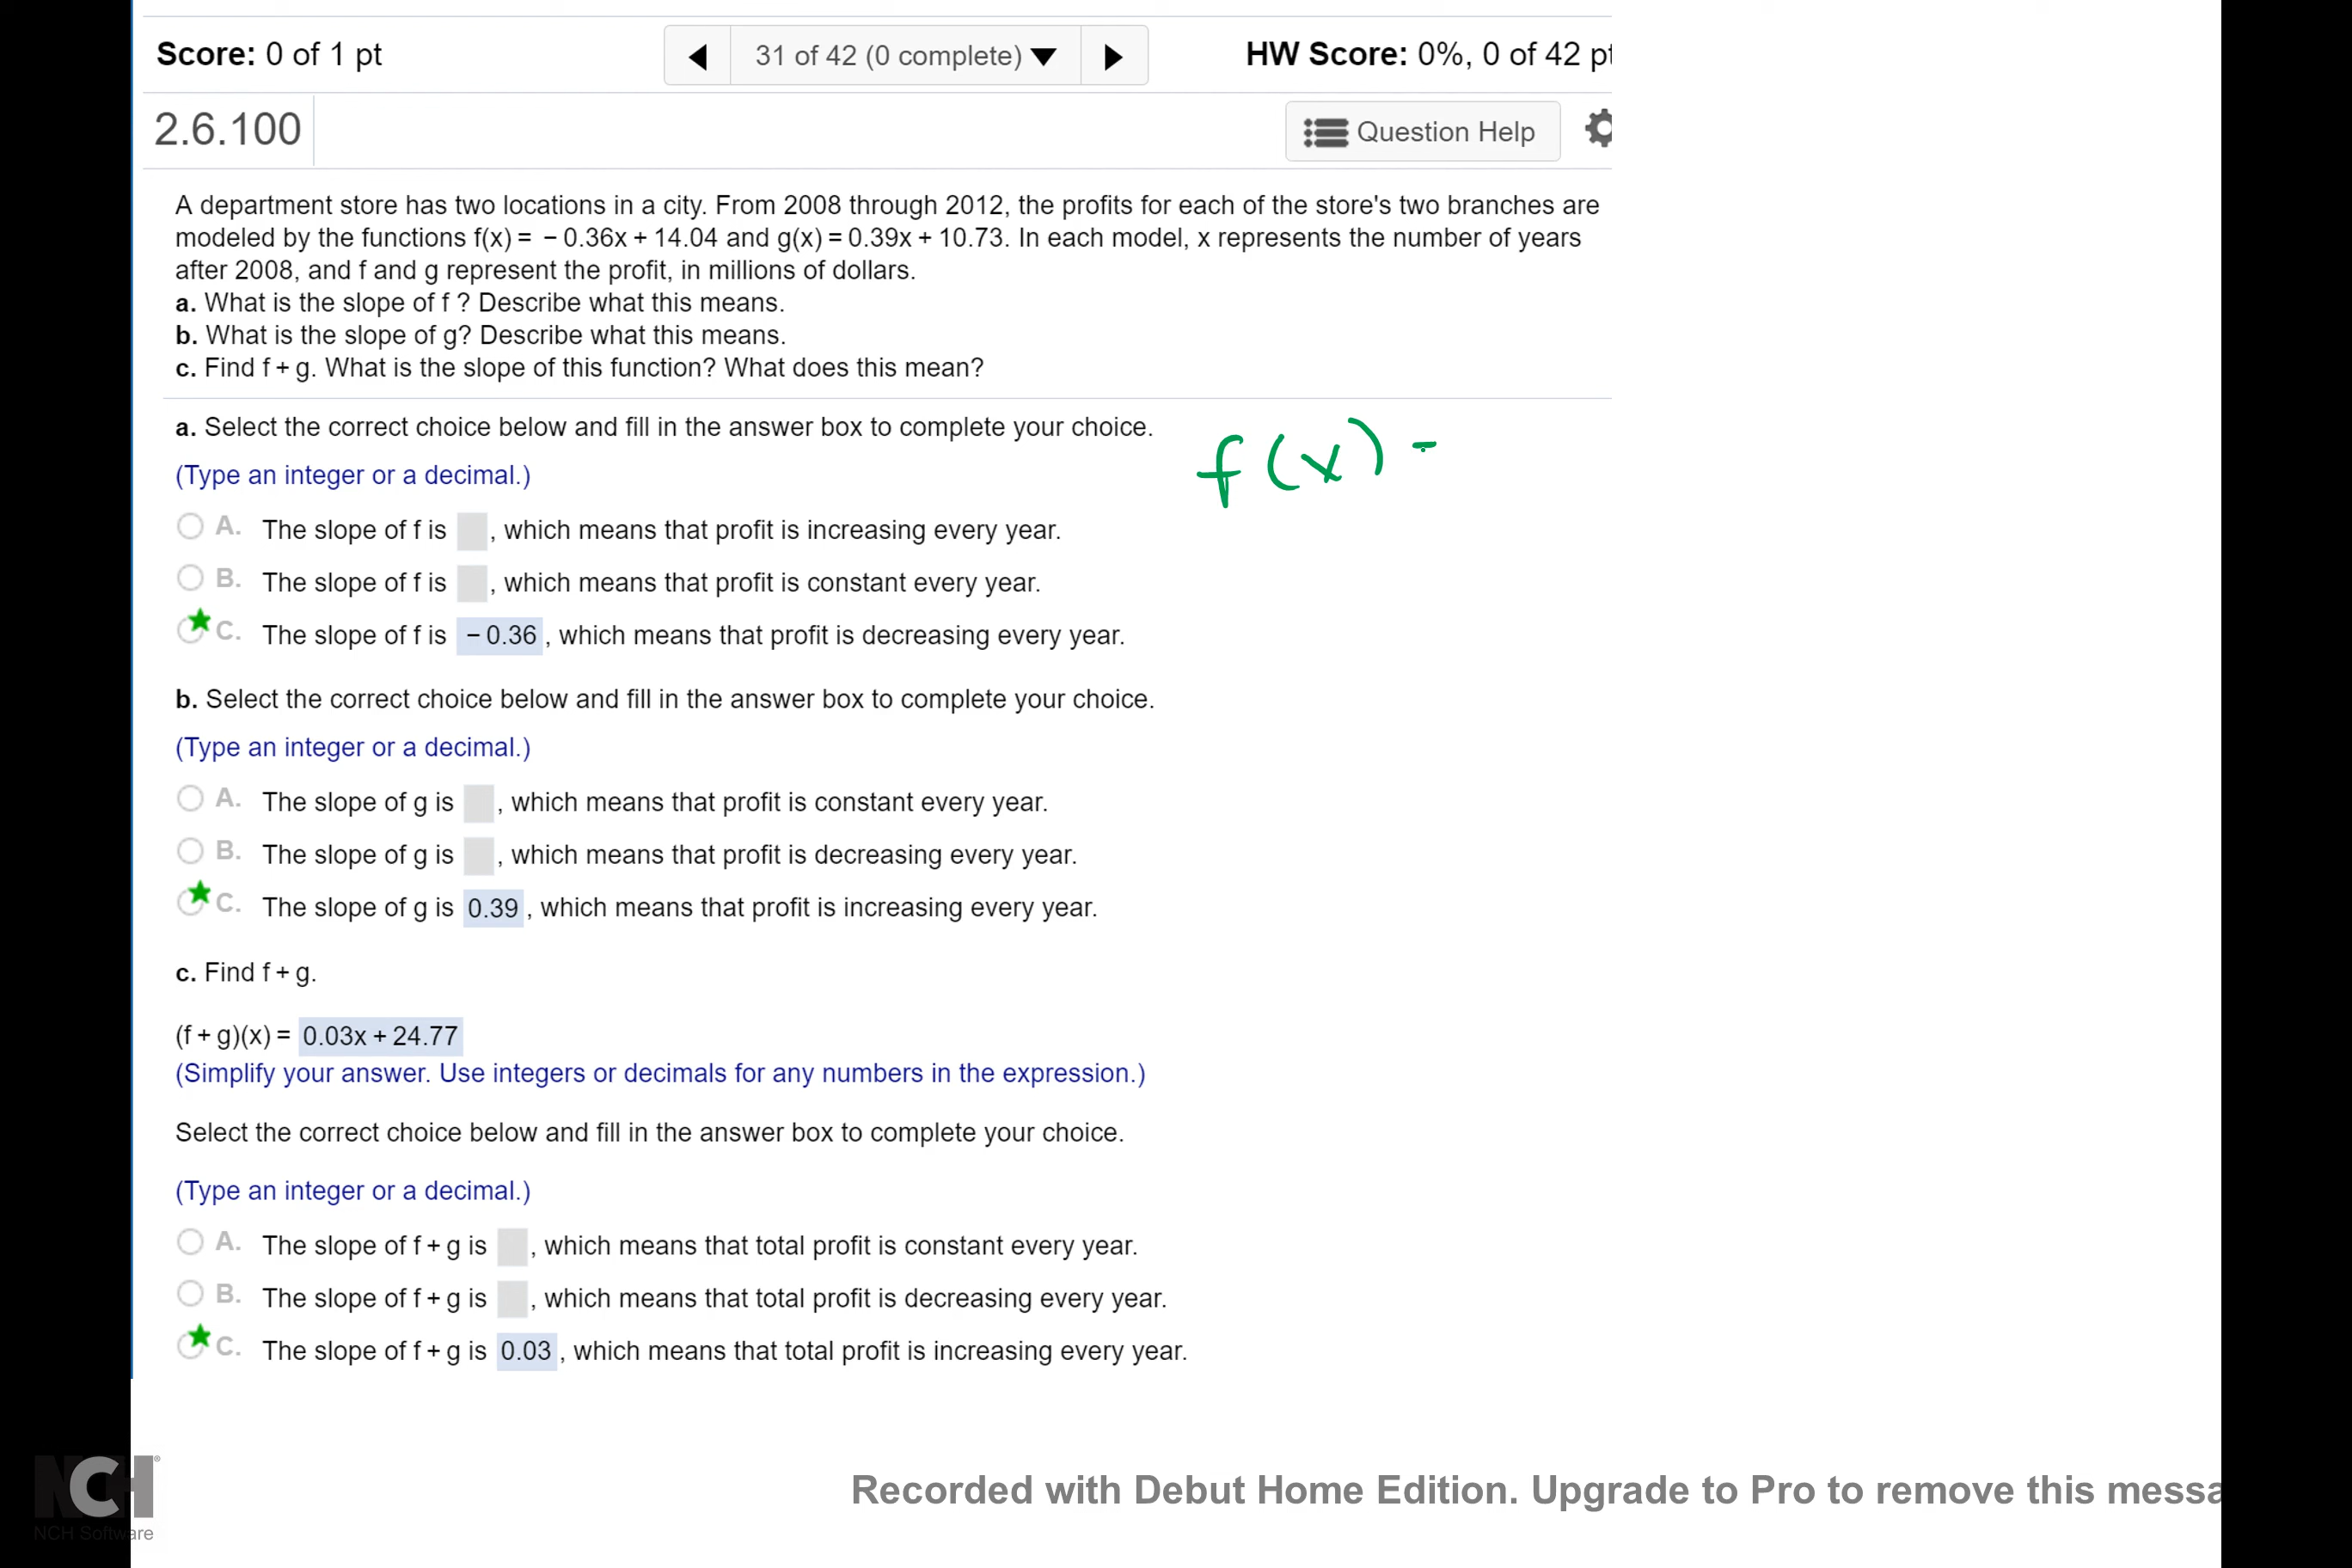 Score: 0 of 1 pt
31 of 42 (0 complete)
HW Score: 0%, 0 of 42 pt
2.6.100
Question Help
A department store has two locations in a city. From 2008 through 2012, the profits for each of the store's two branches are
modeled by the functions f(x) = − 0.36x + 14.04 and g(x) = 0.39x + 10.73. In each model, x represents the number of years
after 2008, and f and g represent the profit, in millions of dollars.
a. What is the slope of f ? Describe what this means.
b. What is the slope of g? Describe what this means.
c. Find f + g. What is the slope of this function? What does this mean?
a. Select the correct choice below and fill in the answer box to complete your choice.
f(x) -
(Type an integer or a decimal.)
A. The slope of f is , which means that profit is increasing every year.
B. The slope of f is , which means that profit is constant every year.
C. The slope of f is − 0.36 , which means that profit is decreasing every year.
b. Select the correct choice below and fill in the answer box to complete your choice.
(Type an integer or a decimal.)
A. The slope of g is , which means that profit is constant every year.
B. The slope of g is , which means that profit is decreasing every year.
C. The slope of g is 0.39 , which means that profit is increasing every year.
c. Find f + g.
(f + g)(x) = 0.03x + 24.77
(Simplify your answer. Use integers or decimals for any numbers in the expression.)
Select the correct choice below and fill in the answer box to complete your choice.
(Type an integer or a decimal.)
A. The slope of f + g is , which means that total profit is constant every year.
B. The slope of f + g is , which means that total profit is decreasing every year.
C. The slope of f + g is 0.03 , which means that total profit is increasing every year.
NCH®
NCH Software
Recorded with Debut Home Edition. Upgrade to Pro to remove this messa